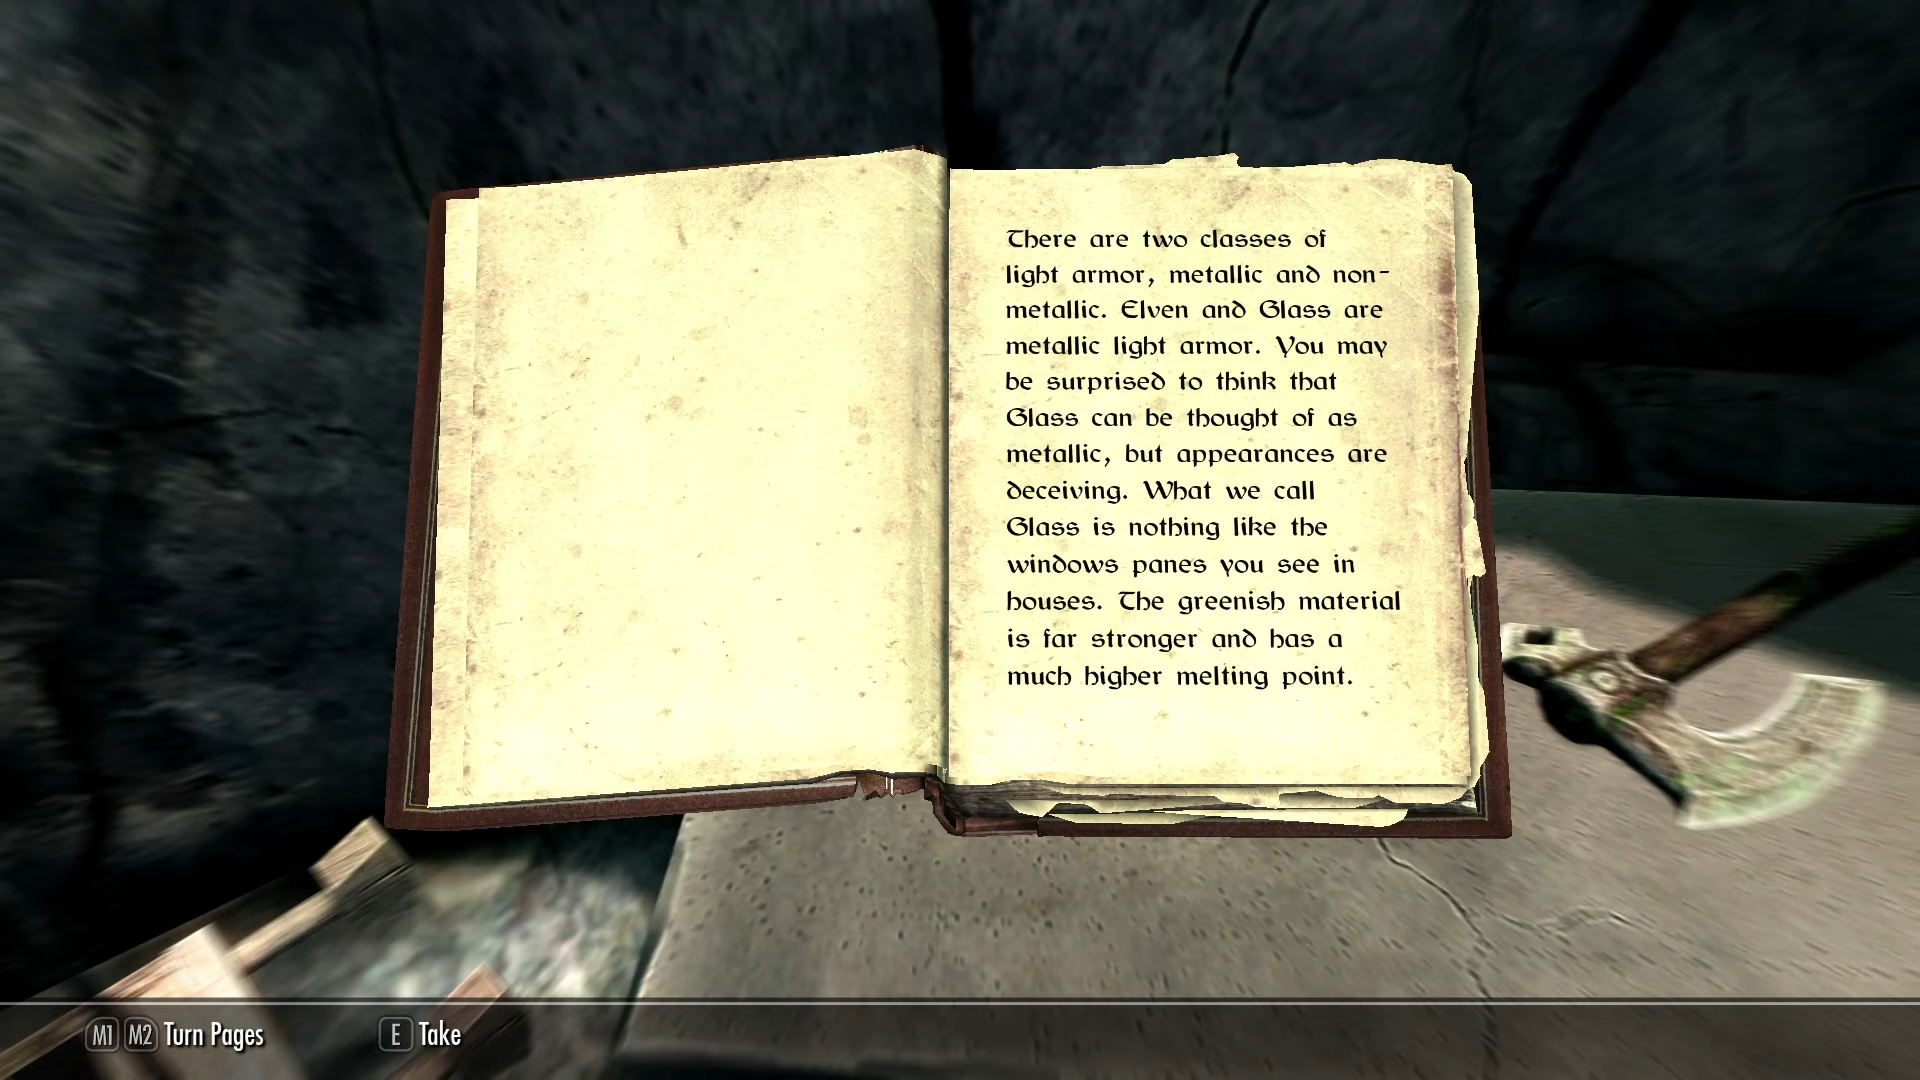 There are two classes of
light armor, metallic and non-
metallic. Elven and Glass are
metallic light armor. You may
be surprised to think that
Glass can be thought of as
metallic, but appearances are
deceiving. What we call
Glass is nothing like the
windows panes you see in
houses. The greenish material
is far stronger and has a
much higher melting point.
M1 M2 Turn Pages
E Take